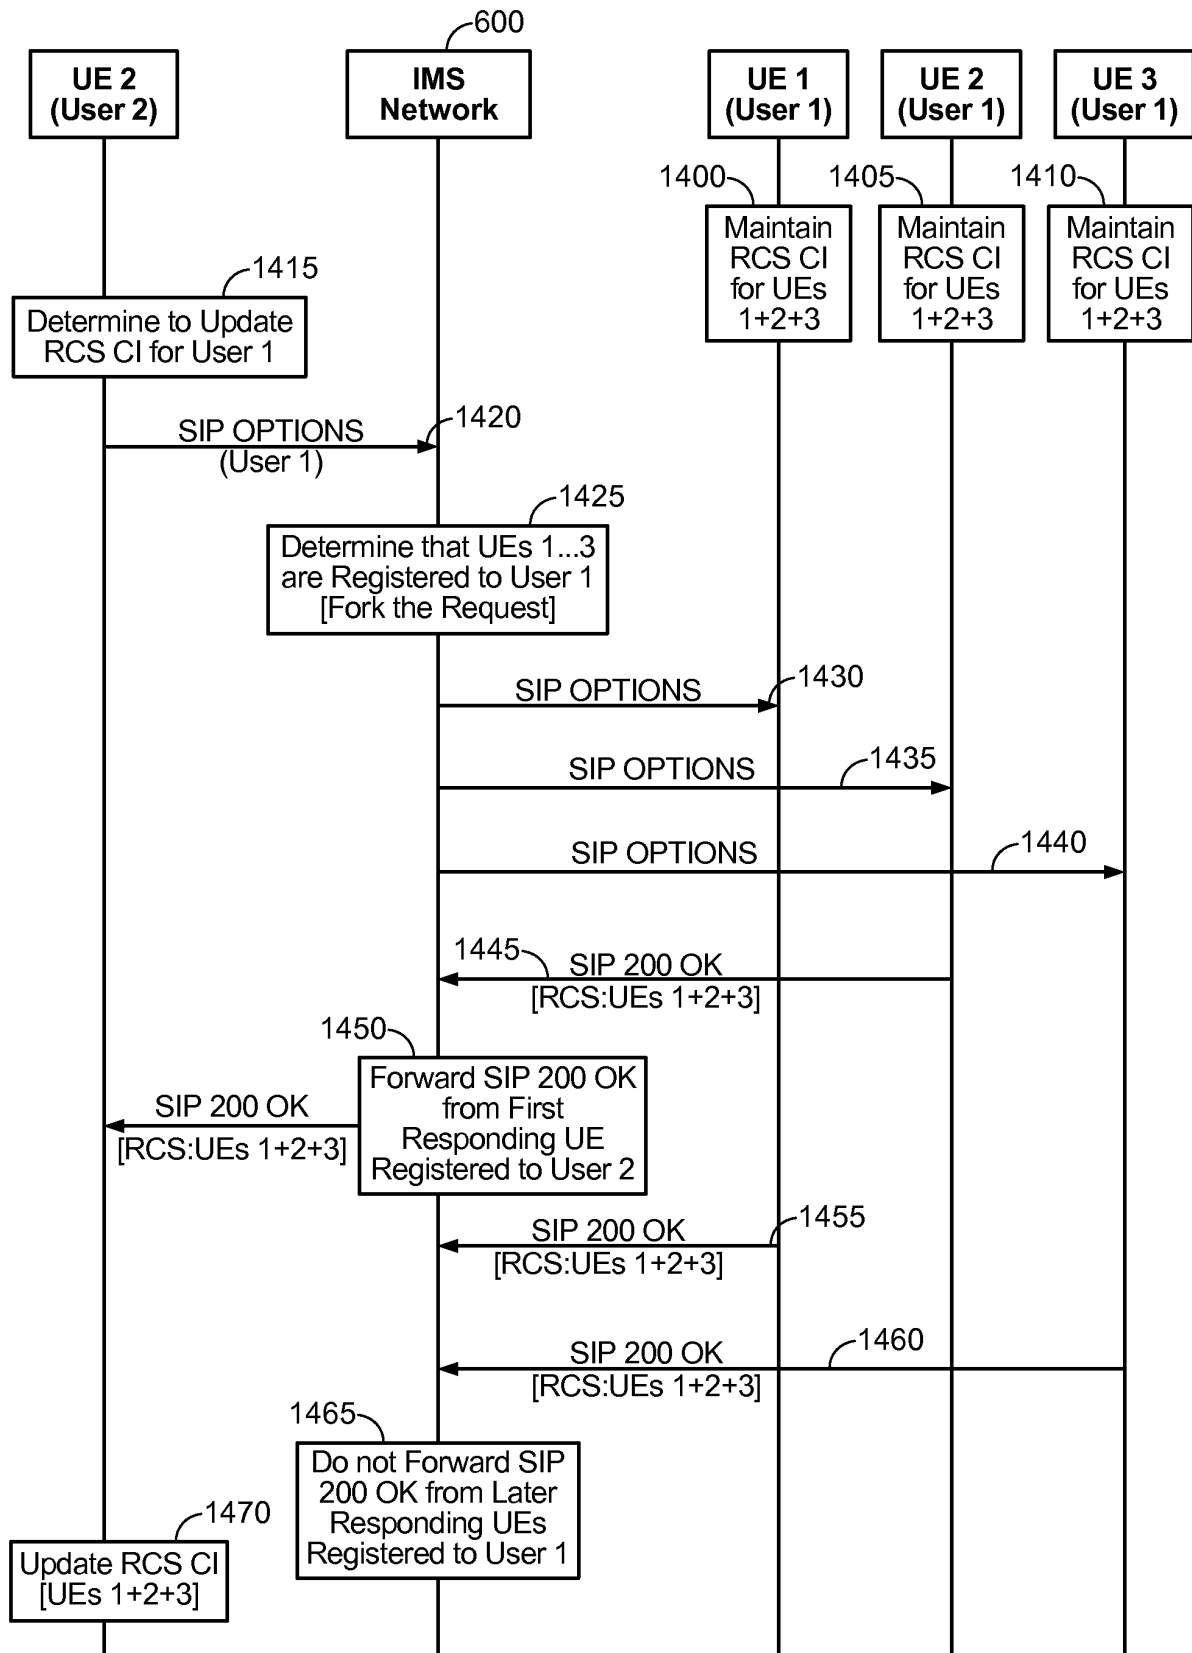 600
UE 2
(User 2)
IMS
Network
UE 1
(User 1)
UE 2
(User 1)
UE 3
(User 1)
1400
1405
1410
Maintain
RCS CI
for UEs
1+2+3
Maintain
RCS CI
for UEs
1+2+3
Maintain
RCS CI
for UEs
1+2+3
1415
Determine to Update
RCS CI for User 1
1420
SIP OPTIONS
(User 1)
1425
Determine that UEs 1...3
are Registered to User 1
[Fork the Request]
SIP OPTIONS
1430
SIP OPTIONS
1435
SIP OPTIONS
1440
1445
SIP 200 OK
[RCS:UEs 1+2+3]
1450
Forward SIP 200 OK
from First
Responding UE
Registered to User 2
SIP 200 OK
[RCS:UEs 1+2+3]
1455
SIP 200 OK
[RCS:UEs 1+2+3]
1460
SIP 200 OK
[RCS:UEs 1+2+3]
1465
Do not Forward SIP
200 OK from Later
Responding UEs
Registered to User 1
1470
Update RCS CI
[UEs 1+2+3]